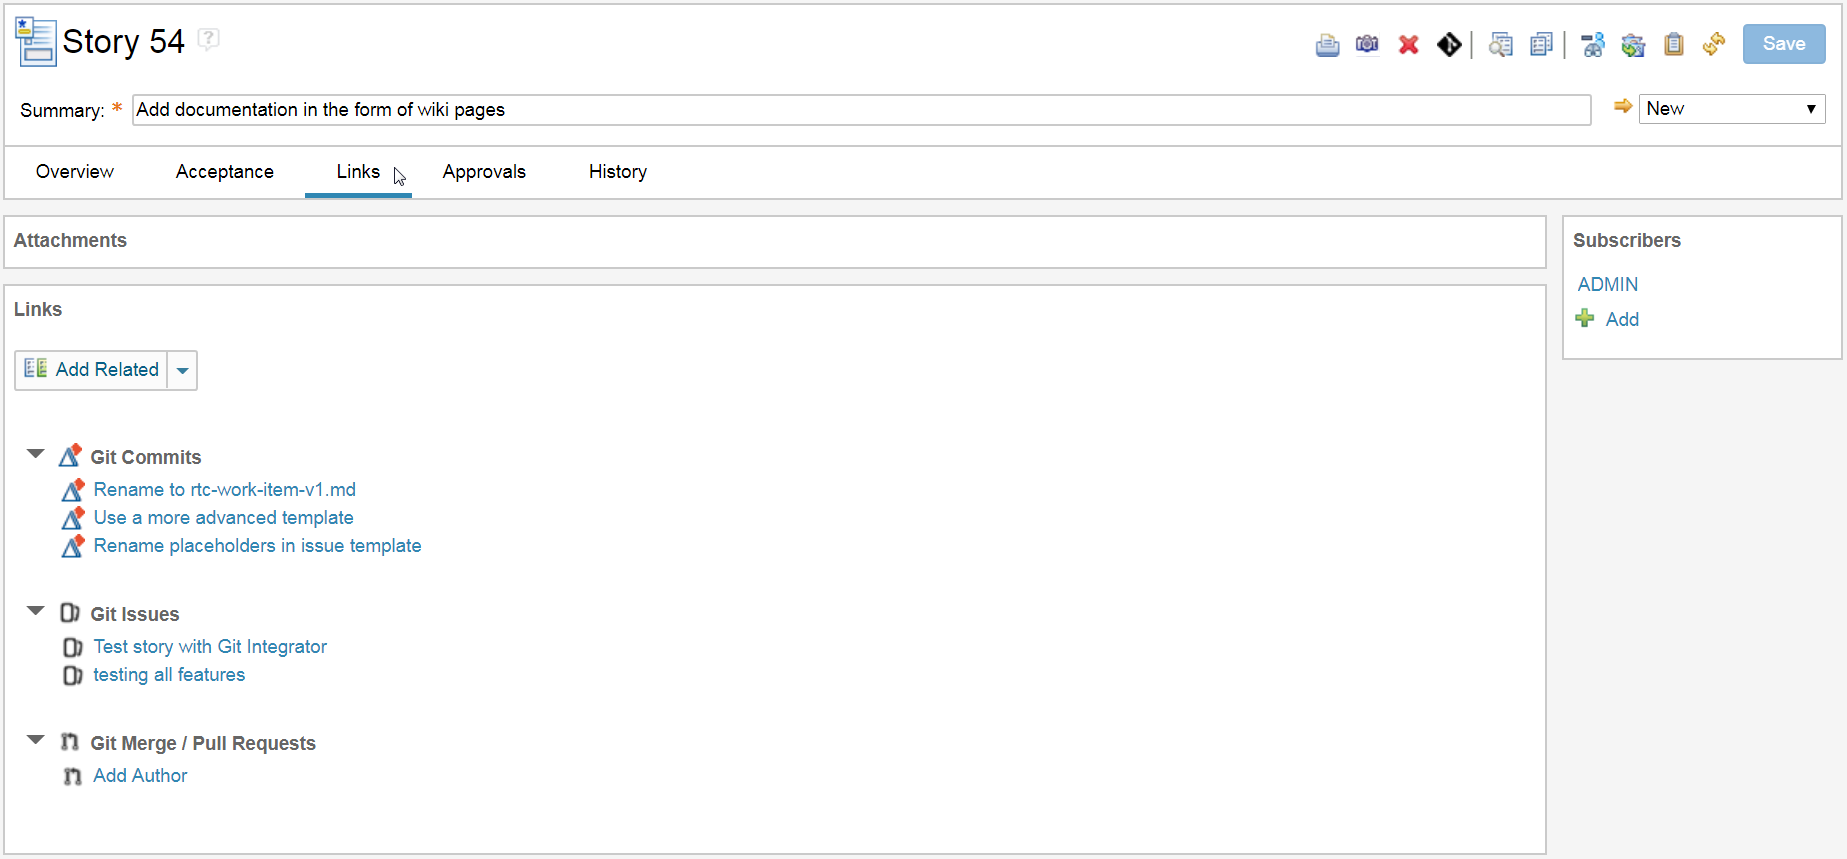 Story 54 ?
Save
Summary: * Add documentation in the form of wiki pages
New
Overview Acceptance Links Approvals History
Attachments
Subscribers
ADMIN
Add
Links
Add Related
Git Commits
Rename to rtc-work-item-v1.md
Use a more advanced template
Rename placeholders in issue template
Git Issues
Test story with Git Integrator
testing all features
Git Merge / Pull Requests
Add Author